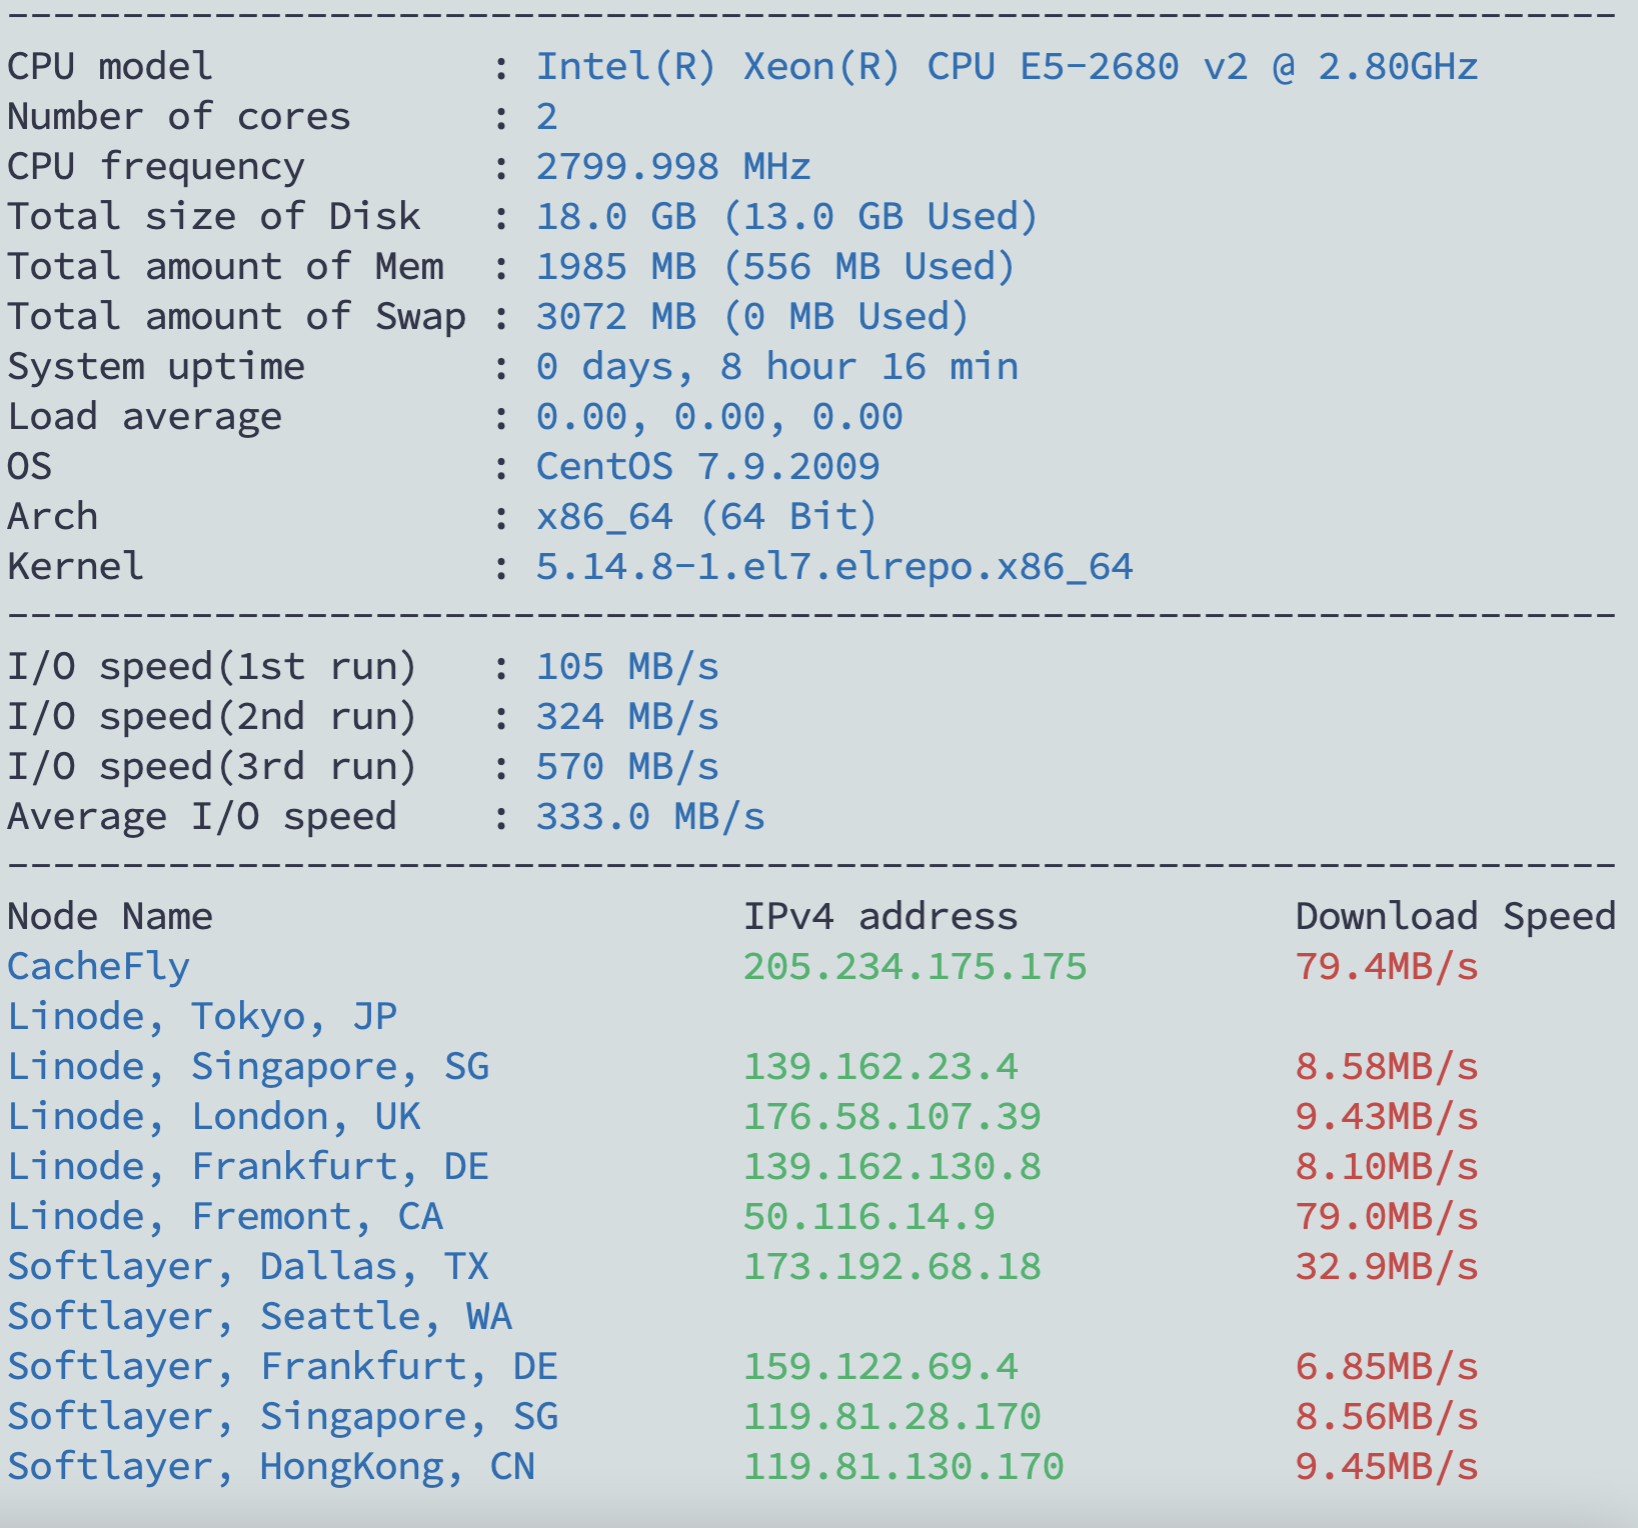 ----------------------------------------------------------------------
CPU model            : Intel(R) Xeon(R) CPU E5-2680 v2 @ 2.80GHz
Number of cores      : 2
CPU frequency        : 2799.998 MHz
Total size of Disk   : 18.0 GB (13.0 GB Used)
Total amount of Mem  : 1985 MB (556 MB Used)
Total amount of Swap : 3072 MB (0 MB Used)
System uptime        : 0 days, 8 hour 16 min
Load average         : 0.00, 0.00, 0.00
OS                   : CentOS 7.9.2009
Arch                 : x86_64 (64 Bit)
Kernel               : 5.14.8-1.el7.elrepo.x86_64
----------------------------------------------------------------------
I/O speed(1st run)   : 105 MB/s
I/O speed(2nd run)   : 324 MB/s
I/O speed(3rd run)   : 570 MB/s
Average I/O speed    : 333.0 MB/s
----------------------------------------------------------------------
Node Name                       IPv4 address            Download Speed
CacheFly                        205.234.175.175         79.4MB/s
Linode, Tokyo, JP
Linode, Singapore, SG           139.162.23.4            8.58MB/s
Linode, London, UK              176.58.107.39           9.43MB/s
Linode, Frankfurt, DE           139.162.130.8           8.10MB/s
Linode, Fremont, CA             50.116.14.9             79.0MB/s
Softlayer, Dallas, TX           173.192.68.18           32.9MB/s
Softlayer, Seattle, WA
Softlayer, Frankfurt, DE        159.122.69.4            6.85MB/s
Softlayer, Singapore, SG        119.81.28.170           8.56MB/s
Softlayer, HongKong, CN         119.81.130.170          9.45MB/s